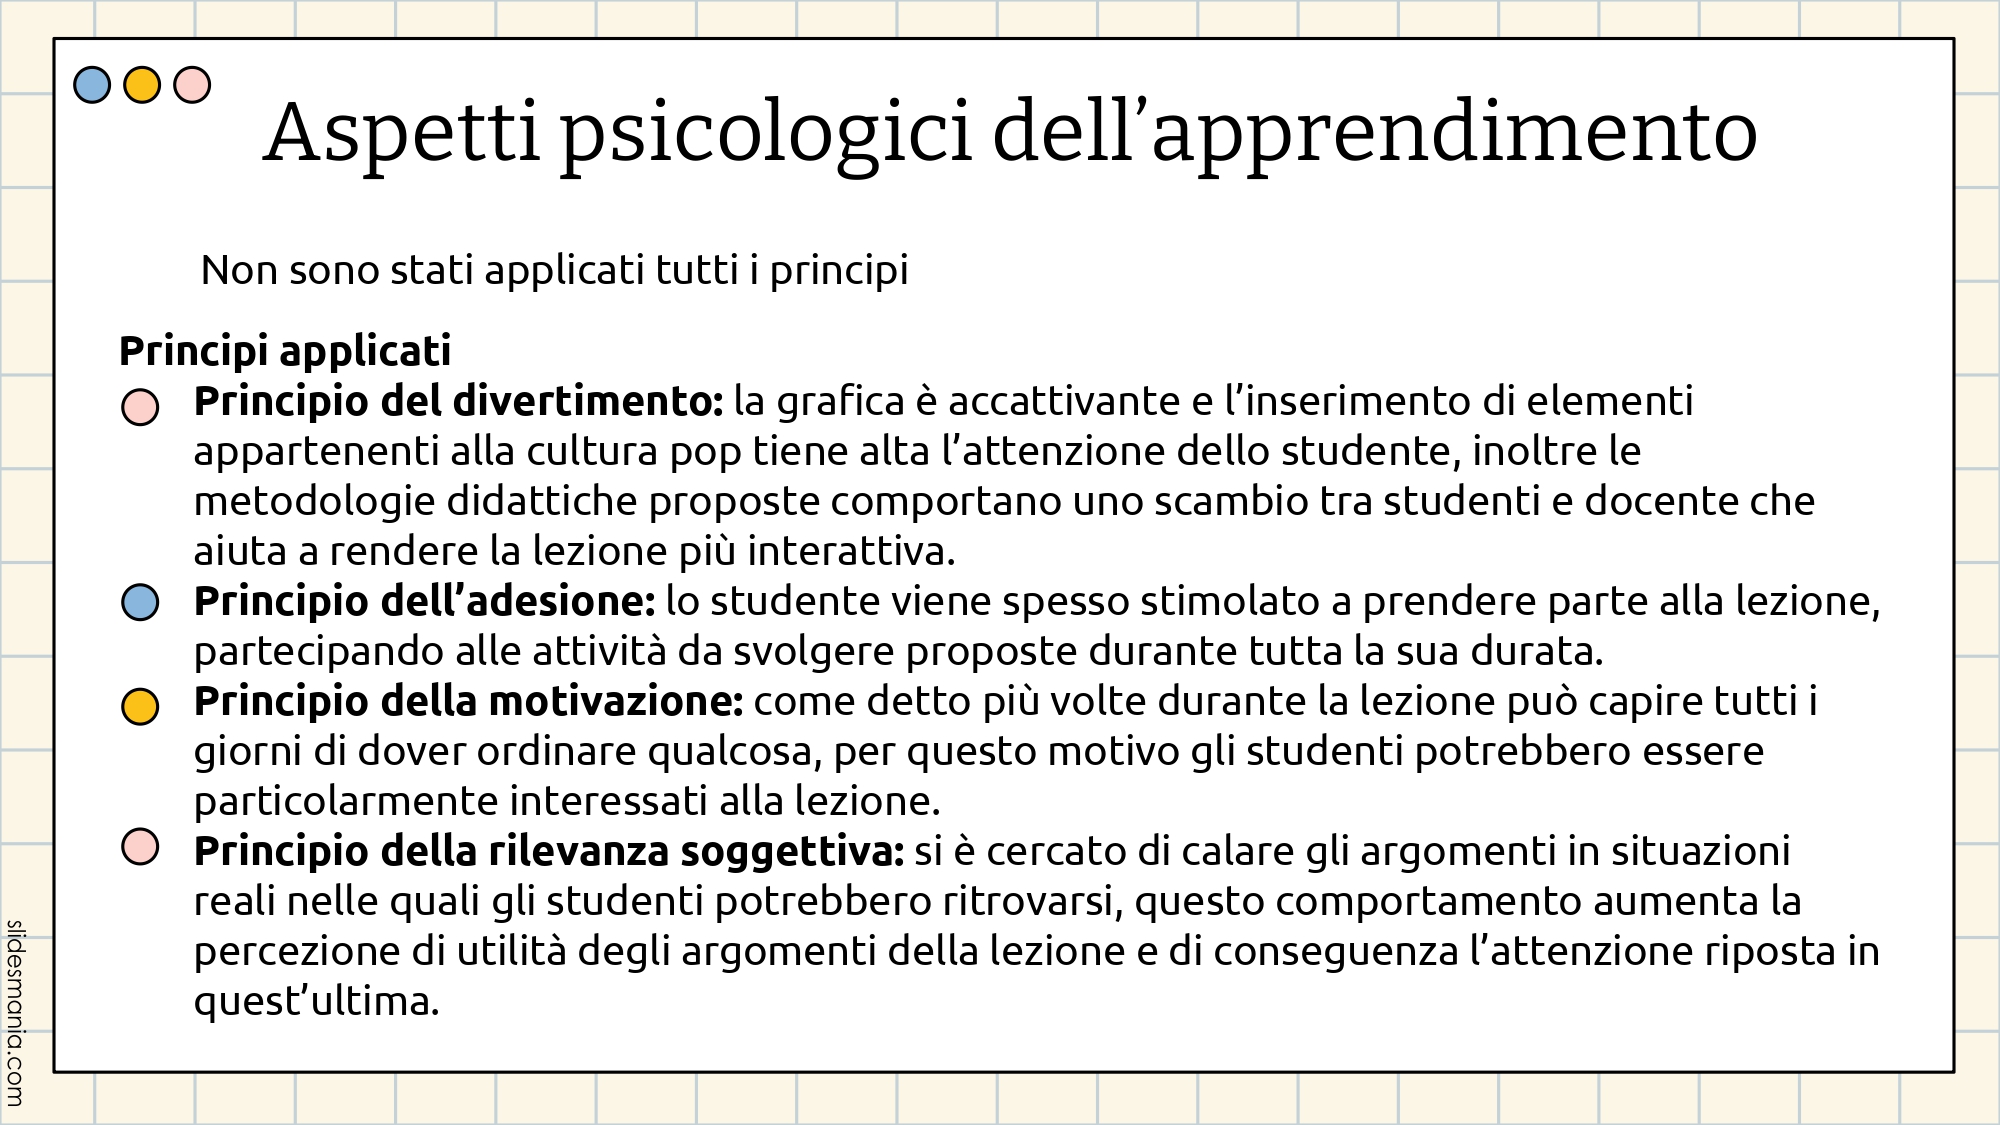 Aspetti psicologici dell’apprendimento
Non sono stati applicati tutti i principi
Principi applicati
Principio del divertimento: la grafica è accattivante e l’inserimento di elementi
appartenenti alla cultura pop tiene alta l’attenzione dello studente, inoltre le
metodologie didattiche proposte comportano uno scambio tra studenti e docente che
aiuta a rendere la lezione più interattiva.
Principio dell’adesione: lo studente viene spesso stimolato a prendere parte alla lezione,
partecipando alle attività da svolgere proposte durante tutta la sua durata.
Principio della motivazione: come detto più volte durante la lezione può capire tutti i
giorni di dover ordinare qualcosa, per questo motivo gli studenti potrebbero essere
particolarmente interessati alla lezione.
Principio della rilevanza soggettiva: si è cercato di calare gli argomenti in situazioni
reali nelle quali gli studenti potrebbero ritrovarsi, questo comportamento aumenta la
percezione di utilità degli argomenti della lezione e di conseguenza l’attenzione riposta in
quest’ultima.
slidesmania.com